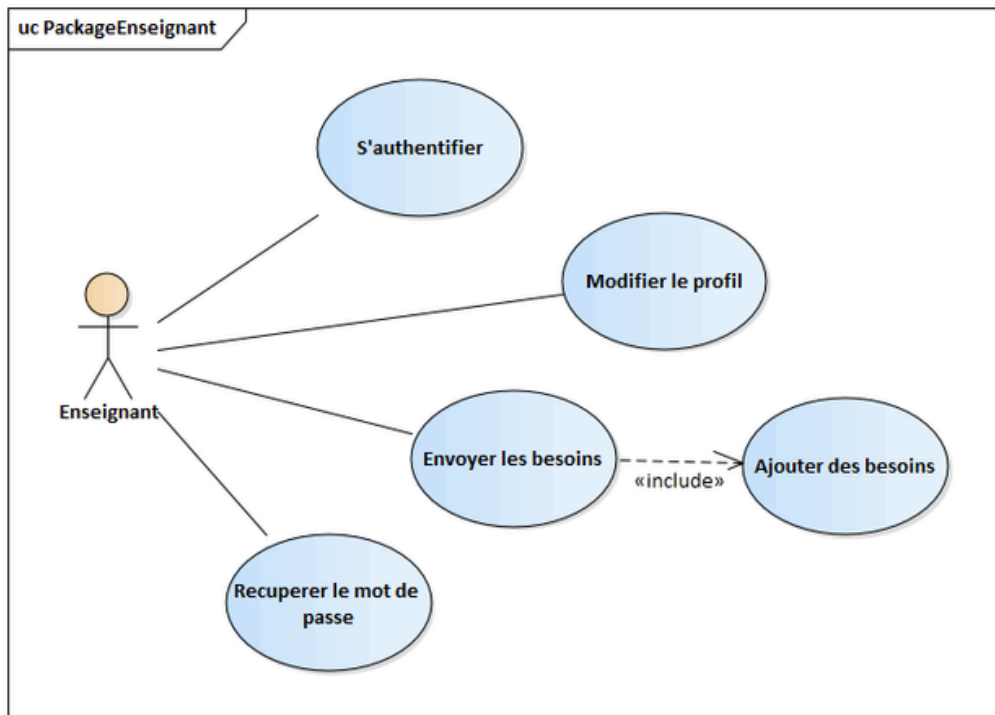 uc PackageEnseignant
S'authentifier
Modifier le profil
Enseignant
Envoyer les besoins
«include»
Ajouter des besoins
Recuperer le mot de
passe